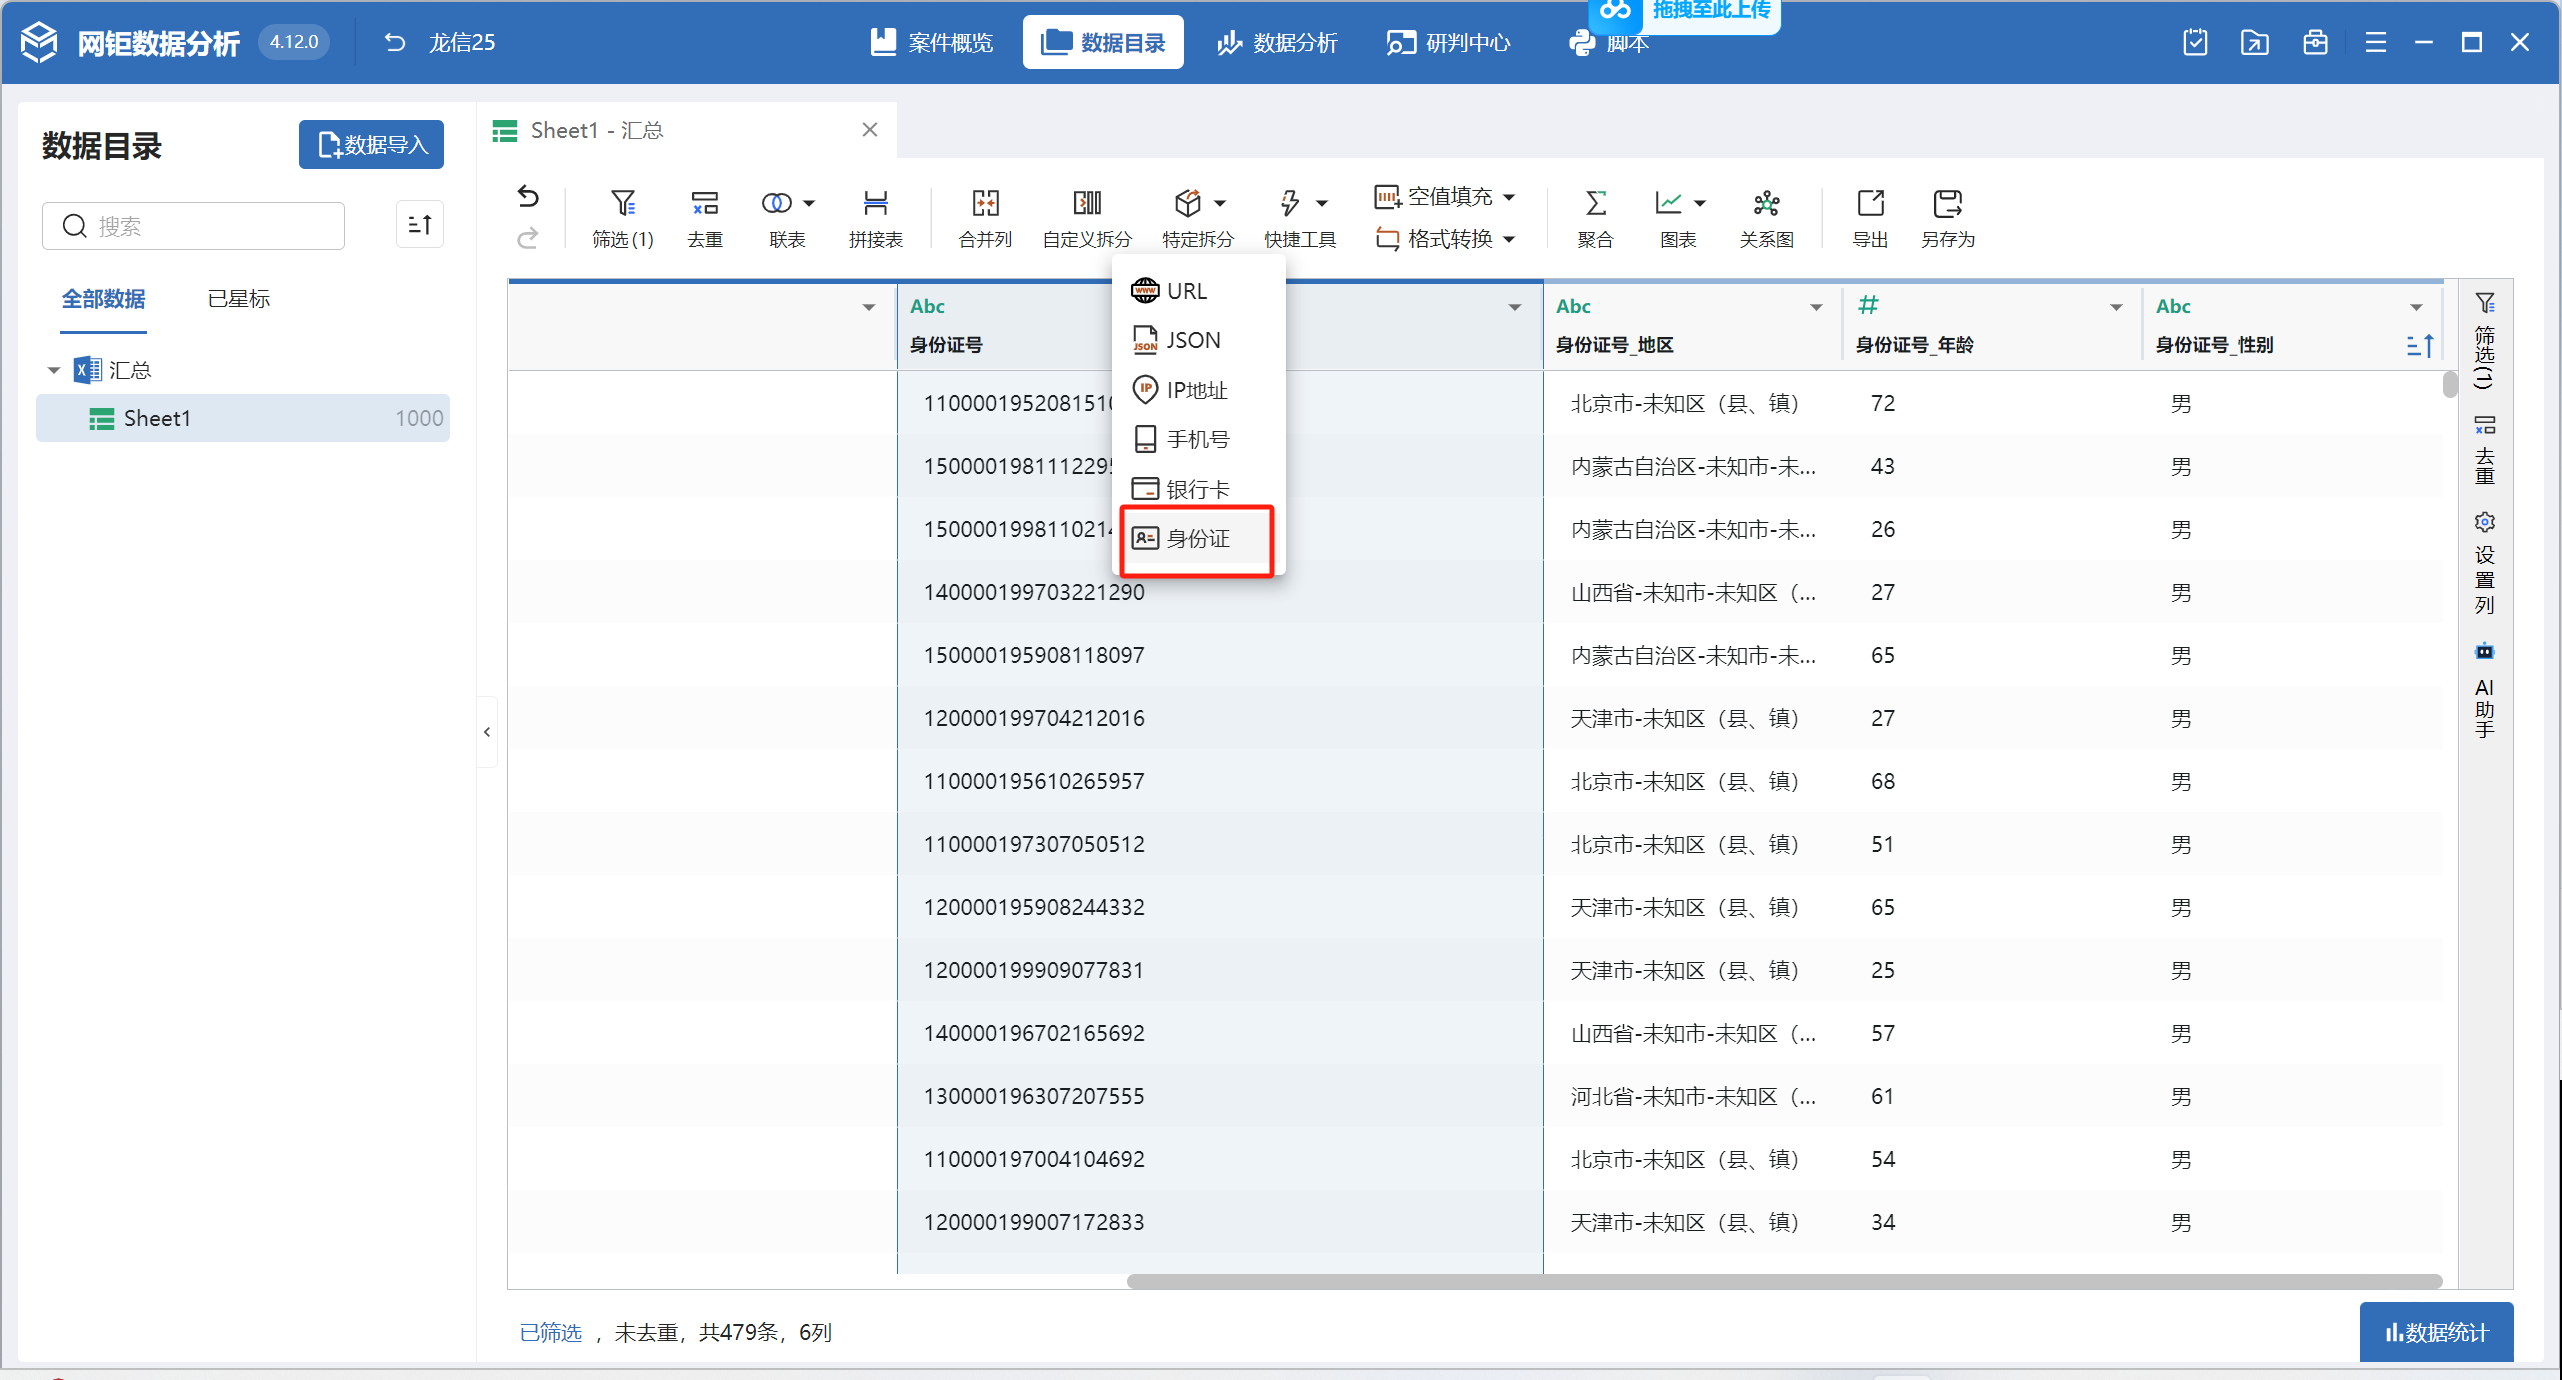 网钜数据分析 4.12.0 龙信25 案件概览 数据目录 数据分析 研判中心 脚本
拖拽至此上传
数据目录 数据导入
搜索
全部数据 已星标
汇总
Sheet1 1000
Sheet1 - 汇总
筛选(1) 去重 联表 拼接表 合并列 自定义拆分 特定拆分 快捷工具
空值填充
格式转换
聚合 图表 关系图 导出 另存为
URL
JSON
IP地址
手机号
银行卡
身份证
Abc Abc # Abc
身份证号 身份证号_地区 身份证号_年龄 身份证号_性别
1100001952081510 北京市-未知区（县、镇） 72 男
15000019811122 内蒙古自治区-未知市-未... 43 男
15000019981102 内蒙古自治区-未知市-未... 26 男
140000199703221290 山西省-未知市-未知区（... 27 男
150000195908118097 内蒙古自治区-未知市-未... 65 男
120000199704212016 天津市-未知区（县、镇） 27 男
110000195610265957 北京市-未知区（县、镇） 68 男
110000197307050512 北京市-未知区（县、镇） 51 男
120000195908244332 天津市-未知区（县、镇） 65 男
120000199909077831 天津市-未知区（县、镇） 25 男
140000196702165692 山西省-未知市-未知区（... 57 男
130000196307207555 河北省-未知市-未知区（... 61 男
110000197004104692 北京市-未知区（县、镇） 54 男
120000199007172833 天津市-未知区（县、镇） 34 男
筛选(1)
去重
设置列
AI助手
已筛选 ，未去重，共479条，6列
数据统计